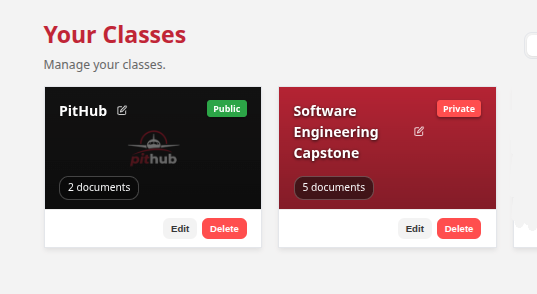 Your Classes
Manage your classes.
PitHub
Public
pithub
2 documents
Edit
Delete
Software
Engineering
Capstone
Private
5 documents
Edit
Delete